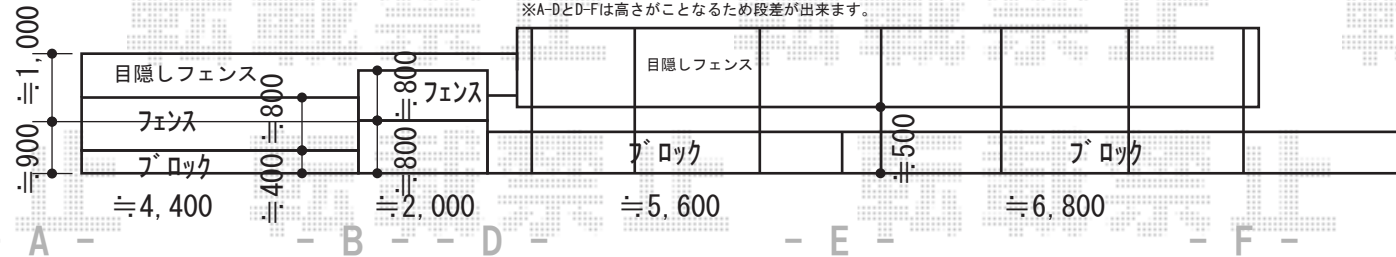 ※A-DとD-Fは高さがことなるため段差が出来ます。
≒1,000
目隠しフェンス
≒800
≒800
フェンス
目隠しフェンス
フェンス
≒900
ブロック
≒400
≒800
ブロック
≒500
ブロック
≒4,400
≒2,000
≒5,600
≒6,800
A - - B - - D - - E - - F -